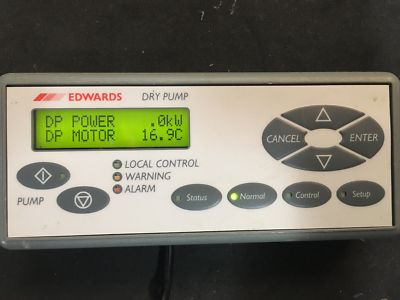 EDWARDS DRY PUMP
DP POWER .0kW
DP MOTOR 16.9C
CANCEL ENTER
LOCAL CONTROL
WARNING
ALARM
PUMP
Status Normal Control Setup